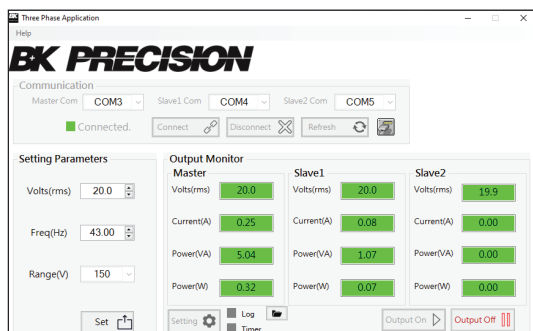 BK Three Phase Application
Help
BK PRECISION
Communication
Master Com COM3 Slave1 Com COM4 Slave2 Com COM5
Connected. Connect Disconnect Refresh
Setting Parameters
Volts(rms) 20.0
Freq(Hz) 43.00
Range(V) 150
Set
Output Monitor
Master
Volts(rms) 20.0
Current(A) 0.25
Power(VA) 5.04
Power(W) 0.32
Slave1
Volts(rms) 20.0
Current(A) 0.08
Power(VA) 1.07
Power(W) 0.07
Slave2
Volts(rms) 19.9
Current(A) 0.00
Power(VA) 0.00
Power(W) 0.00
Setting Log
Timer
Output On Output Off